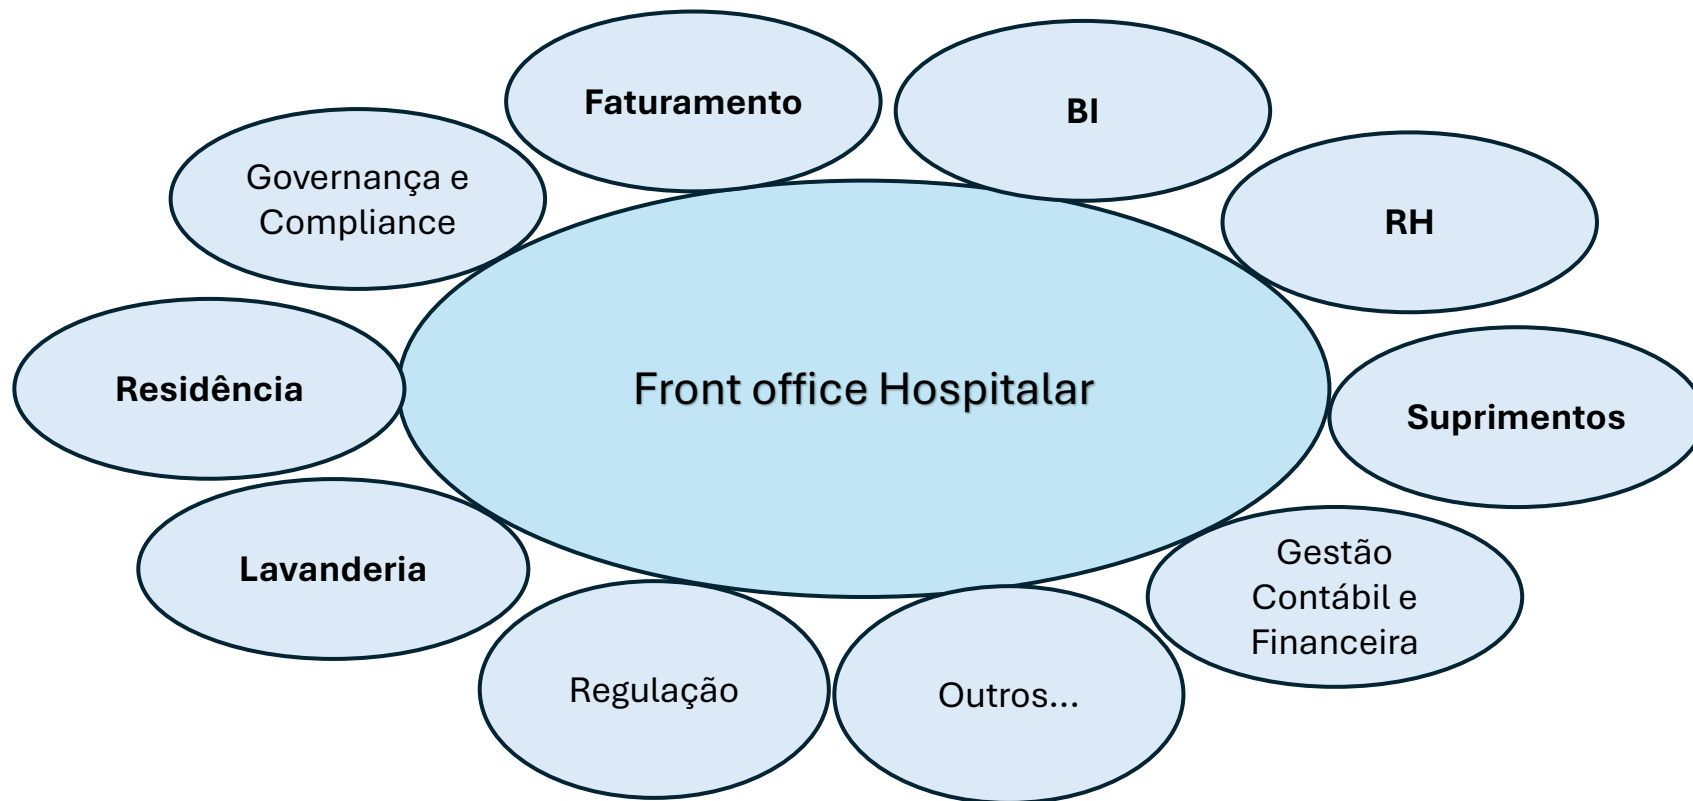 Faturamento
BI
Governança e
Compliance
RH
Residência
Front office Hospitalar
Suprimentos
Lavanderia
Gestão
Contábil e
Financeira
Regulação
Outros...